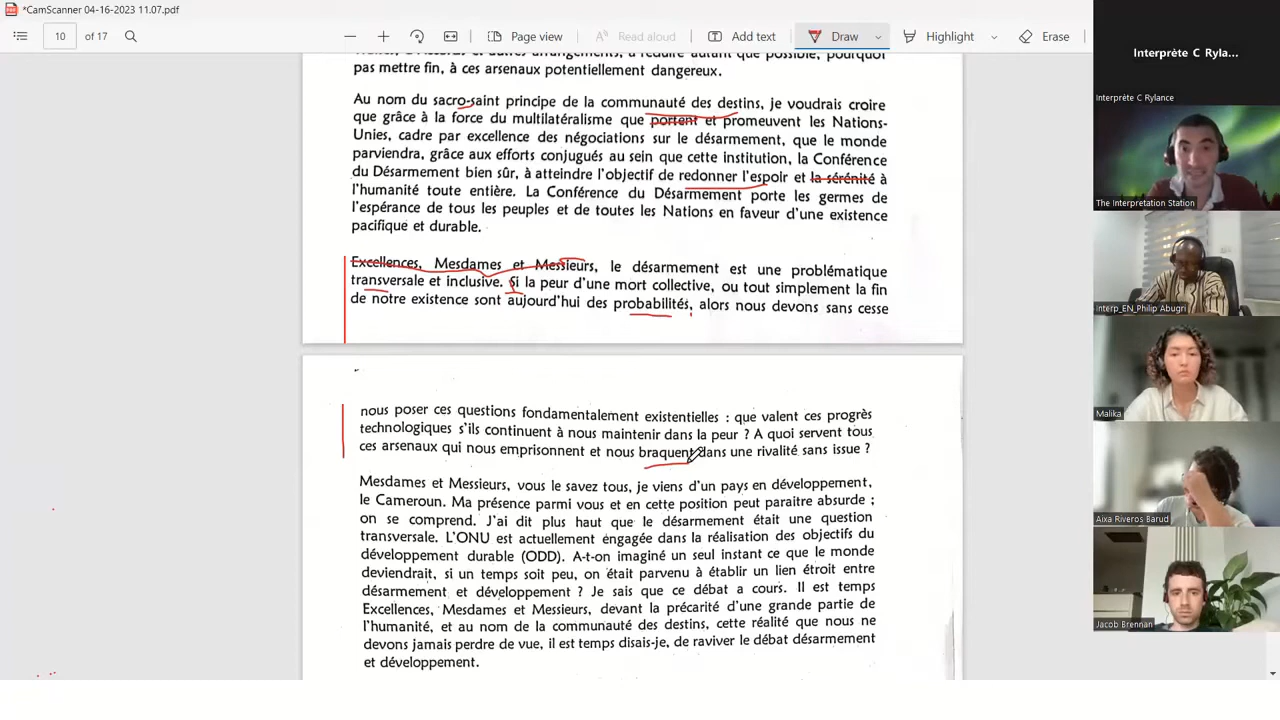 *CamScanner 04-16-2023 11.07.pdf
10 of 17
Page view
Read aloud
Add text
Draw
Highlight
Erase
et autres arrangements, à réduire autant que possible, pourquoi
pas mettre fin, à ces arsenaux potentiellement dangereux.
Au nom du sacro-saint principe de la communauté des destins, je voudrais croire
que grâce à la force du multilatéralisme que portent et promeuvent les Nations-
Unies, cadre par excellence des négociations sur le désarmement, que le monde
parviendra, grâce aux efforts conjugués au sein que cette institution, la Conférence
du Désarmement bien sûr, à atteindre l'objectif de redonner l'espoir et la sérénité à
l'humanité toute entière. La Conférence du Désarmement porte les germes de
l'espérance de tous les peuples et de toutes les Nations en faveur d'une existence
pacifique et durable.
Excellences, Mesdames et Messieurs, le désarmement est une problématique
transversale et inclusive. Si la peur d'une mort collective, ou tout simplement la fin
de notre existence sont aujourd'hui des probabilités, alors nous devons sans cesse
nous poser ces questions fondamentalement existentielles : que valent ces progrès
technologiques s'ils continuent à nous maintenir dans la peur ? A quoi servent tous
ces arsenaux qui nous emprisonnent et nous braquent dans une rivalité sans issue ?
Mesdames et Messieurs, vous le savez tous, je viens d'un pays en développement,
le Cameroun. Ma présence parmi vous et en cette position peut paraitre absurde ;
on se comprend. J'ai dit plus haut que le désarmement était une question
transversale. L'ONU est actuellement engagée dans la réalisation des objectifs du
développement durable (ODD). A-t-on imaginé un seul instant ce que le monde
deviendrait, si un temps soit peu, on était parvenu à établir un lien étroit entre
désarmement et développement ? Je sais que ce débat a cours. Il est temps
Excellences, Mesdames et Messieurs, devant la précarité d'une grande partie de
l'humanité, et au nom de la communauté des destins, cette réalité que nous ne
devons jamais perdre de vue, il est temps disais-je, de raviver le débat désarmement
et développement.
Interprète C Ryla...
Interprète C Rylance
The Interpretation Station
Interp_EN_Philip Abugri
Malika
Aixa Riveros Barud
Jacob Brennan